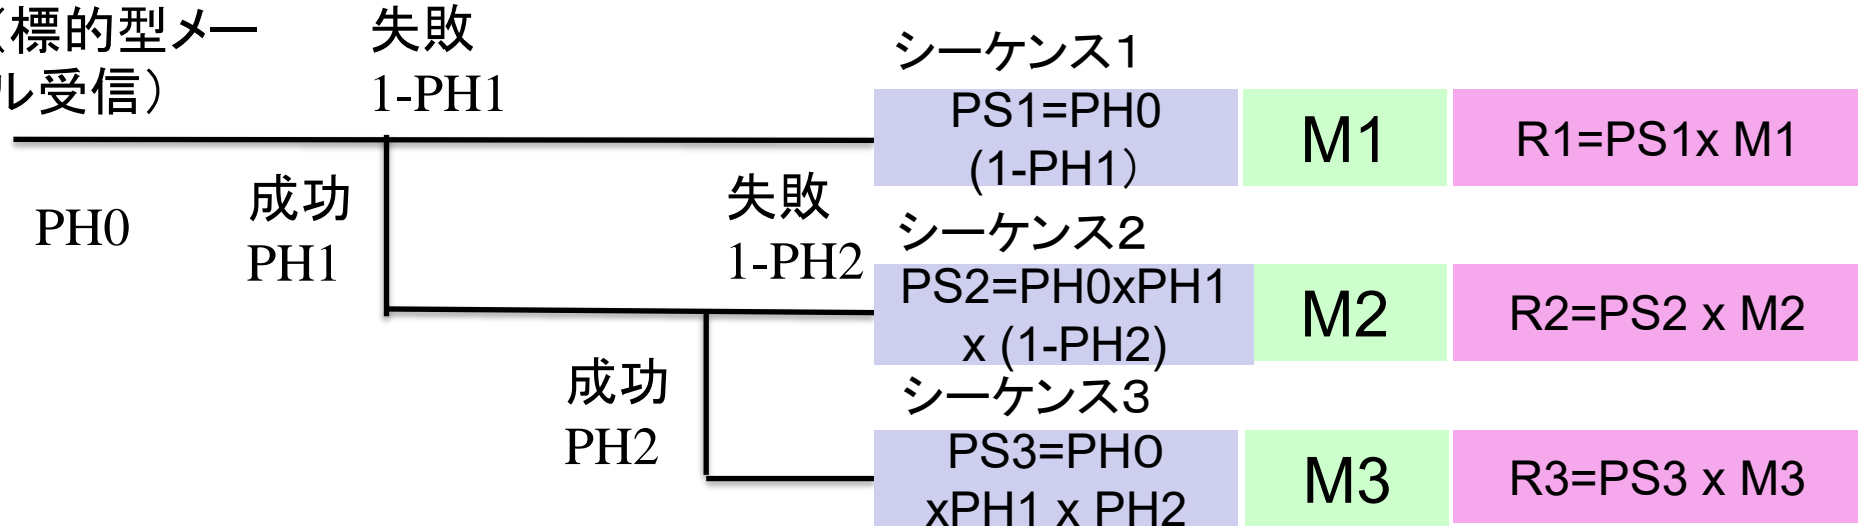 （標的型メー
ル受信）
失敗
1-PH1
シーケンス１
PS1=PH0
(1-PH1）
M1
R1=PS1x M1
PH0
成功
PH1
失敗
1-PH2
シーケンス２
PS2=PH0xPH1
x (1-PH2)
M2
R2=PS2 x M2
成功
PH2
シーケンス３
PS3=PHO
xPH1 x PH2
M3
R3=PS3 x M3